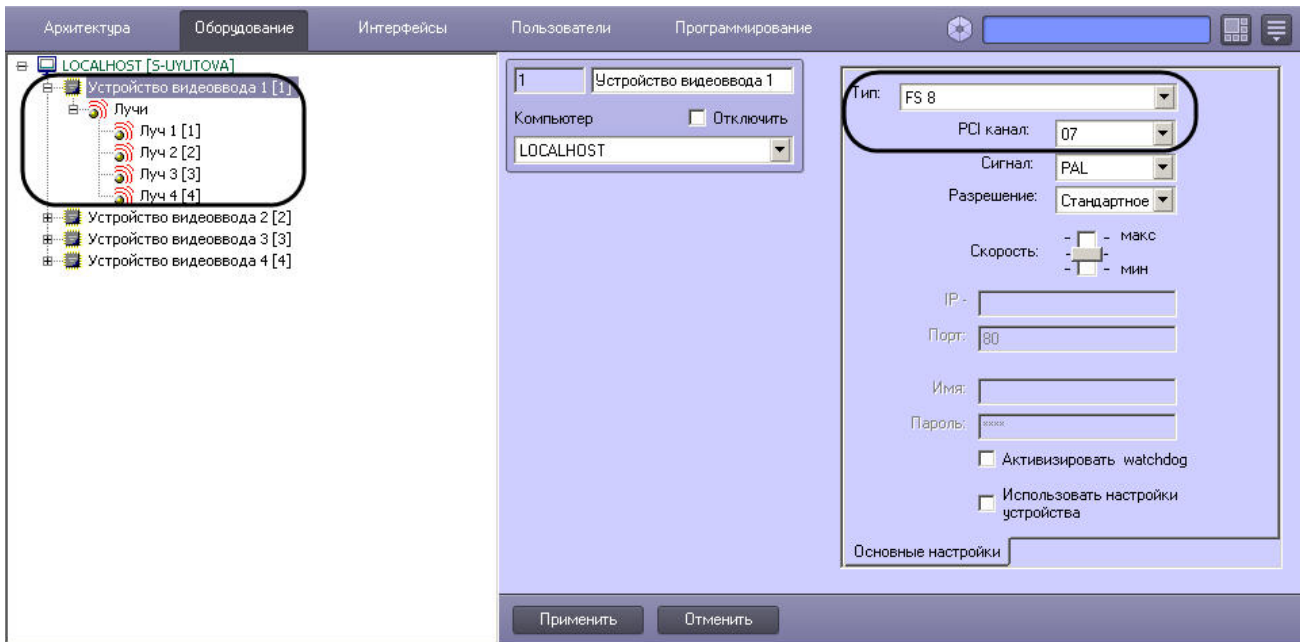 Архитектура Оборудование Интерфейсы Пользователи Программирование
LOCALHOST [S-UYUTOVA]
Устройство видеоввода 1 [1]
Лучи
Луч 1 [1]
Луч 2 [2]
Луч 3 [3]
Луч 4 [4]
Устройство видеоввода 2 [2]
Устройство видеоввода 3 [3]
Устройство видеоввода 4 [4]
1 Устройство видеоввода 1
Компьютер Отключить
LOCALHOST
Тип: FS 8
PCI канал: 07
Сигнал: PAL
Разрешение: Стандартное
Скорость: макс
мин
IP -
Порт: 80
Имя:
Пароль: ****
Активизировать watchdog
Использовать настройки
устройства
Основные настройки
Применить Отменить